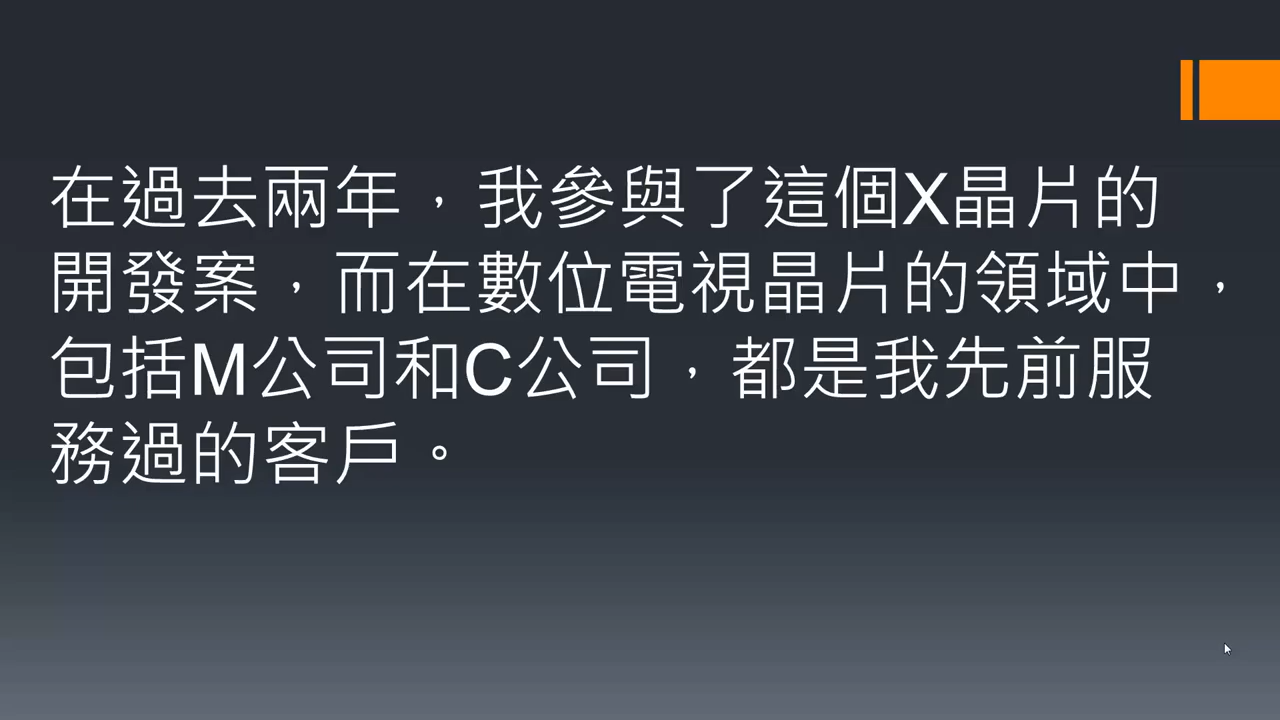 在過去兩年，我參與了這個X晶片的
開發案，而在數位電視晶片的領域中，
包括M公司和C公司，都是我先前服
務過的客戶。